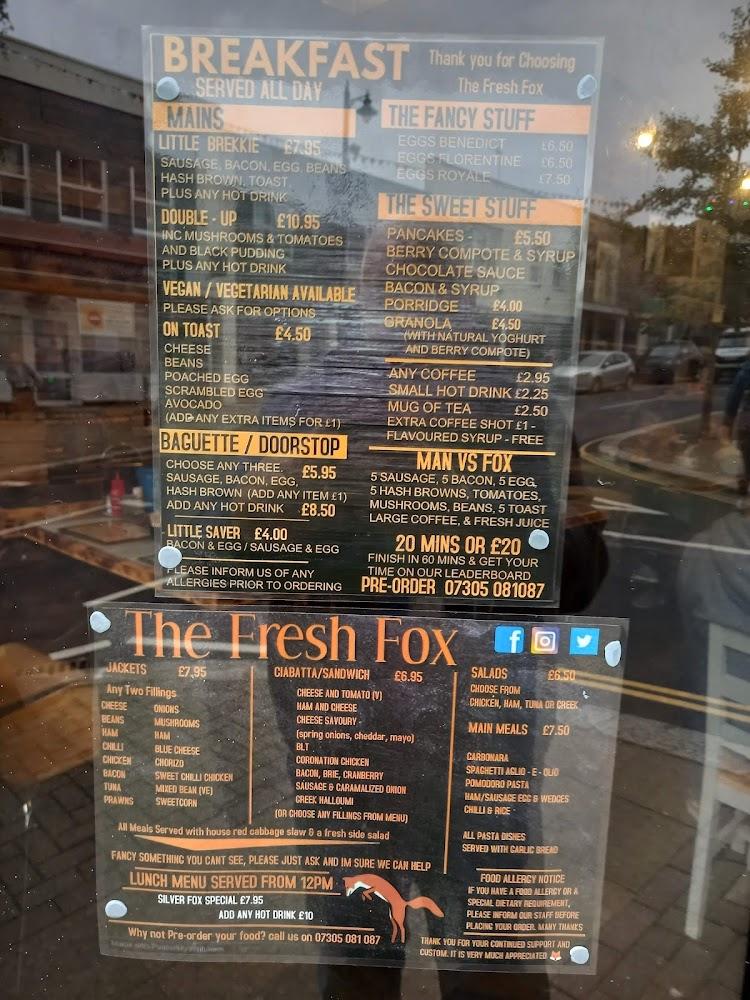 BREAKFAST
SERVED ALL DAY
Thank you for Choosing
The Fresh Fox
MAINS
LITTLE BREKKIE £7.95
SAUSAGE, BACON, EGG, BEANS
HASH BROWN, TOAST,
PLUS ANY HOT DRINK
DOUBLE - UP £10.95
INC MUSHROOMS & TOMATOES
AND BLACK PUDDING
PLUS ANY HOT DRINK
VEGAN / VEGETARIAN AVAILABLE
PLEASE ASK FOR OPTIONS
ON TOAST £4.50
CHEESE
BEANS
POACHED EGG
SCRAMBLED EGG
AVOCADO
(ADD ANY EXTRA ITEMS FOR £1)
BAGUETTE / DOORSTOP
CHOOSE ANY THREE. £5.95
SAUSAGE, BACON, EGG,
HASH BROWN (ADD ANY ITEM £1)
ADD ANY HOT DRINK £8.50
LITTLE SAVER £4.00
BACON & EGG / SAUSAGE & EGG
PLEASE INFORM US OF ANY
ALLERGIES PRIOR TO ORDERING
THE FANCY STUFF
EGGS BENEDICT £6.50
EGGS FLORENTINE £6.50
EGGS ROYALE £7.50
THE SWEET STUFF
PANCAKES - £5.50
BERRY COMPOTE & SYRUP
CHOCOLATE SAUCE
BACON & SYRUP
PORRIDGE £4.00
GRANOLA £4.50
(WITH NATURAL YOGHURT
AND BERRY COMPOTE)
ANY COFFEE £2.95
SMALL HOT DRINK £2.25
MUG OF TEA £2.50
EXTRA COFFEE SHOT £1 -
FLAVOURED SYRUP - FREE
MAN VS FOX
5 SAUSAGE, 5 BACON, 5 EGG,
5 HASH BROWNS, TOMATOES,
MUSHROOMS, BEANS, 5 TOAST
LARGE COFFEE, & FRESH JUICE
20 MINS OR £20
FINISH IN 60 MINS & GET YOUR
TIME ON OUR LEADERBOARD
PRE-ORDER 07305 081087
The Fresh Fox
JACKETS £7.95
Any Two Fillings
CHEESE ONIONS
BEANS MUSHROOMS
HAM HAM
CHILLI BLUE CHEESE
CHICKEN CHORIZO
BACON SWEET CHILLI CHICKEN
TUNA MIXED BEAN (VE)
PRAWNS SWEETCORN
CIABATTA/SANDWICH £6.95
CHEESE AND TOMATO (V)
HAM AND CHEESE
CHEESE SAVOURY -
(spring onions, cheddar, mayo)
BLT
CORONATION CHICKEN
BACON, BRIE, CRANBERRY
SAUSAGE & CARAMALIZED ONION
GREEK HALLOUMI
(OR CHOOSE ANY FILLINGS FROM MENU)
SALADS £6.50
CHOOSE FROM
CHICKEN, HAM, TUNA OR GREEK
MAIN MEALS £7.50
CARBONARA
SPAGHETTI AGLIO - E - OLIO
POMODORO PASTA
HAM/SAUSAGE EGG & WEDGES
CHILLI & RICE
ALL PASTA DISHES
SERVED WITH GARLIC BREAD
All Meals Served with house red cabbage slaw & a fresh side salad
FANCY SOMETHING YOU CANT SEE, PLEASE JUST ASK AND IM SURE WE CAN HELP
LUNCH MENU SERVED FROM 12PM
SILVER FOX SPECIAL £7.95
ADD ANY HOT DRINK £10
Why not Pre-order your food? call us on 07305 081 087
FOOD ALLERGY NOTICE
IF YOU HAVE A FOOD ALLERGY OR A
SPECIAL DIETARY REQUIREMENT,
PLEASE INFORM OUR STAFF BEFORE
PLACING YOUR ORDER. MANY THANKS
THANK YOU FOR YOUR CONTINUED SUPPORT AND
CUSTOM. IT IS VERY MUCH APPRECIATED